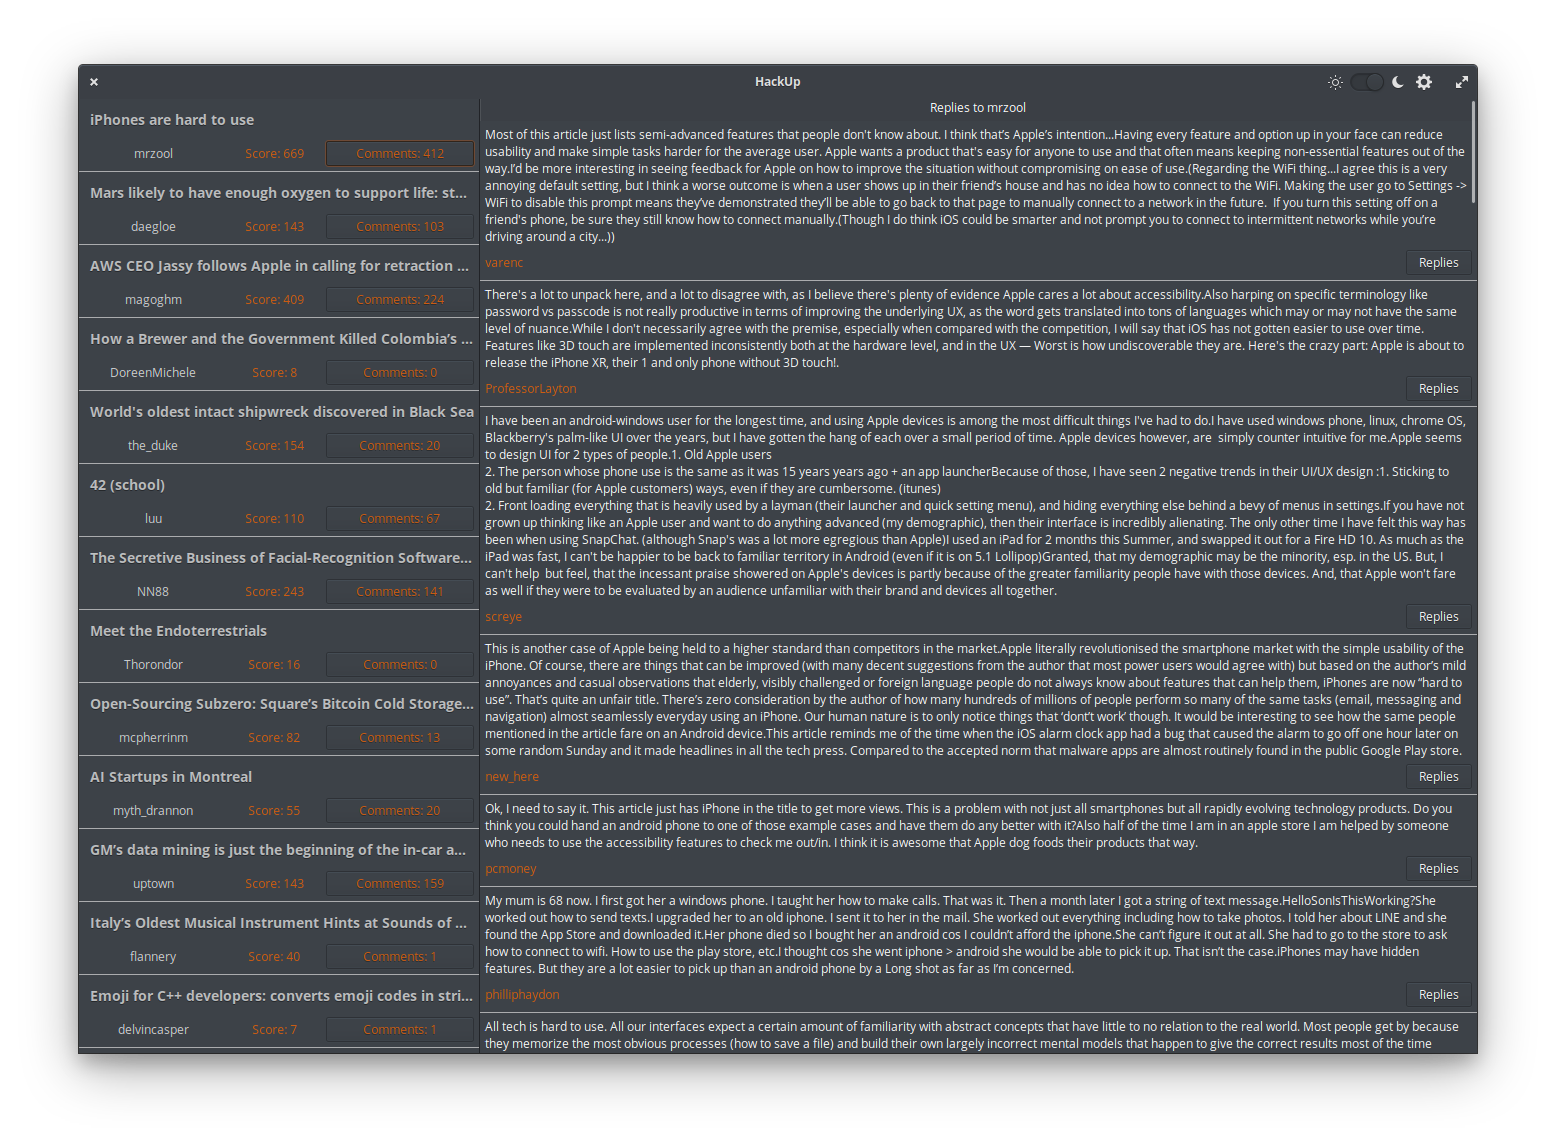 HackUp
iPhones are hard to use
mrzool Score: 669 Comments: 412
Mars likely to have enough oxygen to support life: st...
daegloe Score: 143 Comments: 103
AWS CEO Jassy follows Apple in calling for retraction ...
magoghm Score: 409 Comments: 224
How a Brewer and the Government Killed Colombia's ...
DoreenMichele Score: 8 Comments: 0
World's oldest intact shipwreck discovered in Black Sea
the_duke Score: 154 Comments: 20
42 (school)
luu Score: 110 Comments: 67
The Secretive Business of Facial-Recognition Software...
NN88 Score: 243 Comments: 141
Meet the Endoterrestrials
Thorondor Score: 16 Comments: 0
Open-Sourcing Subzero: Square's Bitcoin Cold Storage...
mcpherrinm Score: 82 Comments: 13
AI Startups in Montreal
myth_drannon Score: 55 Comments: 20
GM's data mining is just the beginning of the in-car a...
uptown Score: 143 Comments: 159
Italy's Oldest Musical Instrument Hints at Sounds of ...
flannery Score: 40 Comments: 1
Emoji for C++ developers: converts emoji codes in stri...
delvincasper Score: 7 Comments: 1
Replies to mrzool
Most of this article just lists semi-advanced features that people don't know about. I think that's Apple's intention...Having every feature and option up in your face can reduce
usability and make simple tasks harder for the average user. Apple wants a product that's easy for anyone to use and that often means keeping non-essential features out of the
way.I'd be more interesting in seeing feedback for Apple on how to improve the situation without compromising on ease of use.(Regarding the WiFi thing...I agree this is a very
annoying default setting, but I think a worse outcome is when a user shows up in their friend's house and has no idea how to connect to the WiFi. Making the user go to Settings ->
WiFi to disable this prompt means they've demonstrated they'll be able to go back to that page to manually connect to a network in the future.  If you turn this setting off on a
friend's phone, be sure they still know how to connect manually.(Though I do think iOS could be smarter and not prompt you to connect to intermittent networks while you're
driving around a city...))
varenc Replies
There's a lot to unpack here, and a lot to disagree with, as I believe there's plenty of evidence Apple cares a lot about accessibility.Also harping on specific terminology like
password vs passcode is not really productive in terms of improving the underlying UX, as the word gets translated into tons of languages which may or may not have the same
level of nuance.While I don't necessarily agree with the premise, especially when compared with the competition, I will say that iOS has not gotten easier to use over time.
Features like 3D touch are implemented inconsistently both at the hardware level, and in the UX — Worst is how undiscoverable they are. Here's the crazy part: Apple is about to
release the iPhone XR, their 1 and only phone without 3D touch!.
ProfessorLayton Replies
I have been an android-windows user for the longest time, and using Apple devices is among the most difficult things I've had to do.I have used windows phone, linux, chrome OS,
Blackberry's palm-like UI over the years, but I have gotten the hang of each over a small period of time. Apple devices however, are  simply counter intuitive for me.Apple seems
to design UI for 2 types of people.1. Old Apple users
2. The person whose phone use is the same as it was 15 years years ago + an app launcherBecause of those, I have seen 2 negative trends in their UI/UX design :1. Sticking to
old but familiar (for Apple customers) ways, even if they are cumbersome. (itunes)
2. Front loading everything that is heavily used by a layman (their launcher and quick setting menu), and hiding everything else behind a bevy of menus in settings.If you have not
grown up thinking like an Apple user and want to do anything advanced (my demographic), then their interface is incredibly alienating. The only other time I have felt this way has
been when using SnapChat. (although Snap's was a lot more egregious than Apple)I used an iPad for 2 months this Summer, and swapped it out for a Fire HD 10. As much as the
iPad was fast, I can't be happier to be back to familiar territory in Android (even if it is on 5.1 Lollipop)Granted, that my demographic may be the minority, esp. in the US. But, I
can't help  but feel, that the incessant praise showered on Apple's devices is partly because of the greater familiarity people have with those devices. And, that Apple won't fare
as well if they were to be evaluated by an audience unfamiliar with their brand and devices all together.
screye Replies
This is another case of Apple being held to a higher standard than competitors in the market.Apple literally revolutionised the smartphone market with the simple usability of the
iPhone. Of course, there are things that can be improved (with many decent suggestions from the author that most power users would agree with) but based on the author's mild
annoyances and casual observations that elderly, visibly challenged or foreign language people do not always know about features that can help them, iPhones are now “hard to
use”. That's quite an unfair title. There's zero consideration by the author of how many hundreds of millions of people perform so many of the same tasks (email, messaging and
navigation) almost seamlessly everyday using an iPhone. Our human nature is to only notice things that ‘dont't work’ though. It would be interesting to see how the same people
mentioned in the article fare on an Android device.This article reminds me of the time when the iOS alarm clock app had a bug that caused the alarm to go off one hour later on
some random Sunday and it made headlines in all the tech press. Compared to the accepted norm that malware apps are almost routinely found in the public Google Play store.
new_here Replies
Ok, I need to say it. This article just has iPhone in the title to get more views. This is a problem with not just all smartphones but all rapidly evolving technology products. Do you
think you could hand an android phone to one of those example cases and have them do any better with it?Also half of the time I am in an apple store I am helped by someone
who needs to use the accessibility features to check me out/in. I think it is awesome that Apple dog foods their products that way.
pcmoney Replies
My mum is 68 now. I first got her a windows phone. I taught her how to make calls. That was it. Then a month later I got a string of text message.HelloSonIsThisWorking?She
worked out how to send texts.I upgraded her to an old iphone. I sent it to her in the mail. She worked out everything including how to take photos. I told her about LINE and she
found the App Store and downloaded it.Her phone died so I bought her an android cos I couldn't afford the iphone.She can't figure it out at all. She had to go to the store to ask
how to connect to wifi. How to use the play store, etc.I thought cos she went iphone > android she would be able to pick it up. That isn't the case.iPhones may have hidden
features. But they are a lot easier to pick up than an android phone by a Long shot as far as I'm concerned.
philliphaydon Replies
All tech is hard to use. All our interfaces expect a certain amount of familiarity with abstract concepts that have little to no relation to the real world. Most people get by because
they memorize the most obvious processes (how to save a file) and build their own largely incorrect mental models that happen to give the correct results most of the time